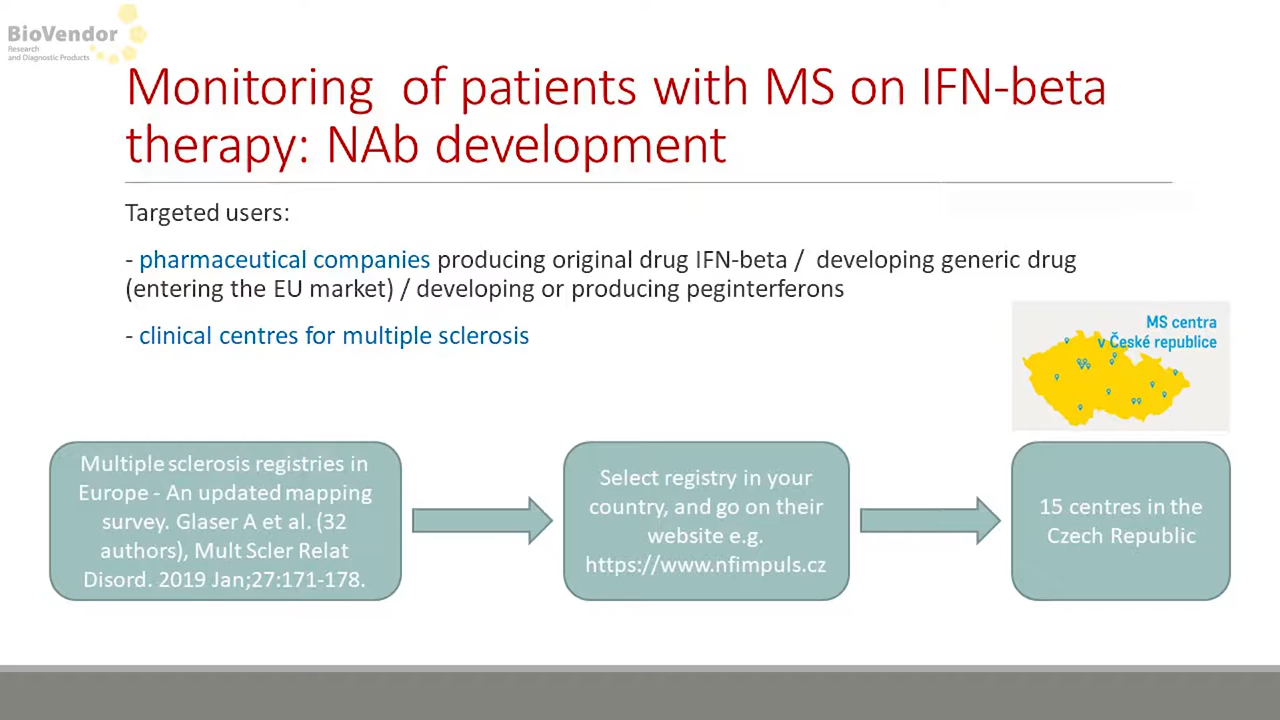 BioVendor
Research
and Diagnostic Products
Monitoring of patients with MS on IFN-beta
therapy: NAb development
Targeted users:
- pharmaceutical companies producing original drug IFN-beta / developing generic drug
(entering the EU market) / developing or producing peginterferons
- clinical centres for multiple sclerosis
MS centra
v České republice
Multiple sclerosis registries in
Europe - An updated mapping
survey. Glaser A et al. (32
authors), Mult Scler Relat
Disord. 2019 Jan;27:171-178.
Select registry in your
country, and go on their
website e.g.
https://www.nfimpuls.cz
15 centres in the
Czech Republic